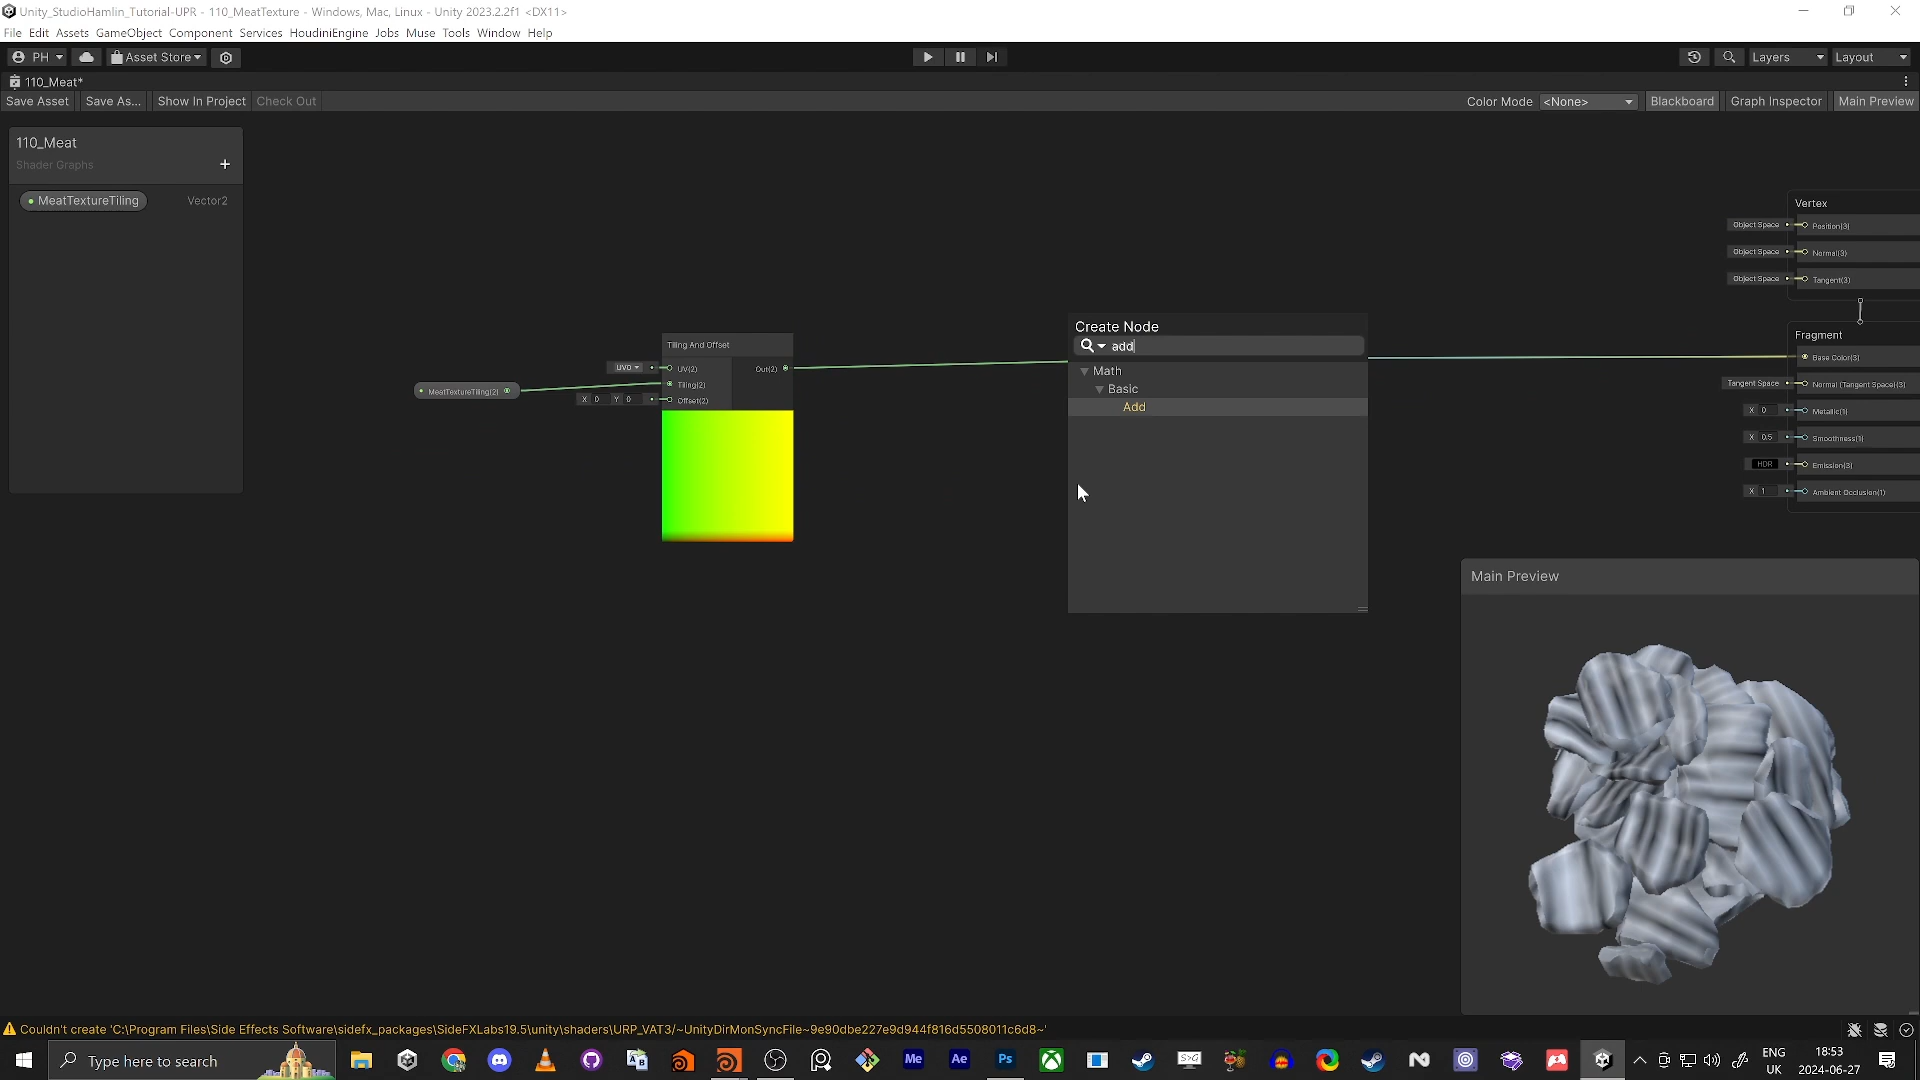 Unity_StudioHamlin_Tutorial-UPR - 110_MeatTexture - Windows, Mac, Linux - Unity 2023.2.2f1 <DX11>
File Edit Assets GameObject Component Services HoudiniEngine Jobs Muse Tools Window Help
PH Asset Store Layers Layout
110_Meat*
Save Asset Save As... Show In Project Check Out Color Mode <None> Blackboard Graph Inspector Main Preview
110_Meat
Shader Graphs +
MeatTextureTiling Vector2
Vertex
Object Space Position(3)
Object Space Normal(3)
Object Space Tangent(3)
Create Node
add
Math
Basic
Add
Tiling And Offset
UV0 UV(2) Out(2)
Tiling(2)
X 0 Y 0 Offset(2)
MeatTextureTiling(2)
Fragment
Base Color(3)
Tangent Space Normal (Tangent Space)(3)
X 0 Metallic(1)
X 0.5 Smoothness(1)
HDR Emission(3)
X 1 Ambient Occlusion(1)
Main Preview
Couldn't create 'C:\Program Files\Side Effects Software\sidefx_packages\SideFXLabs19.5\unity\shaders\URP_VAT3/~UnityDirMonSyncFile~9e90dbe227e9d944f816d5508011c6d8~'
Type here to search
Me Ae Ps S>G
ENG
UK
18:53
2024-06-27